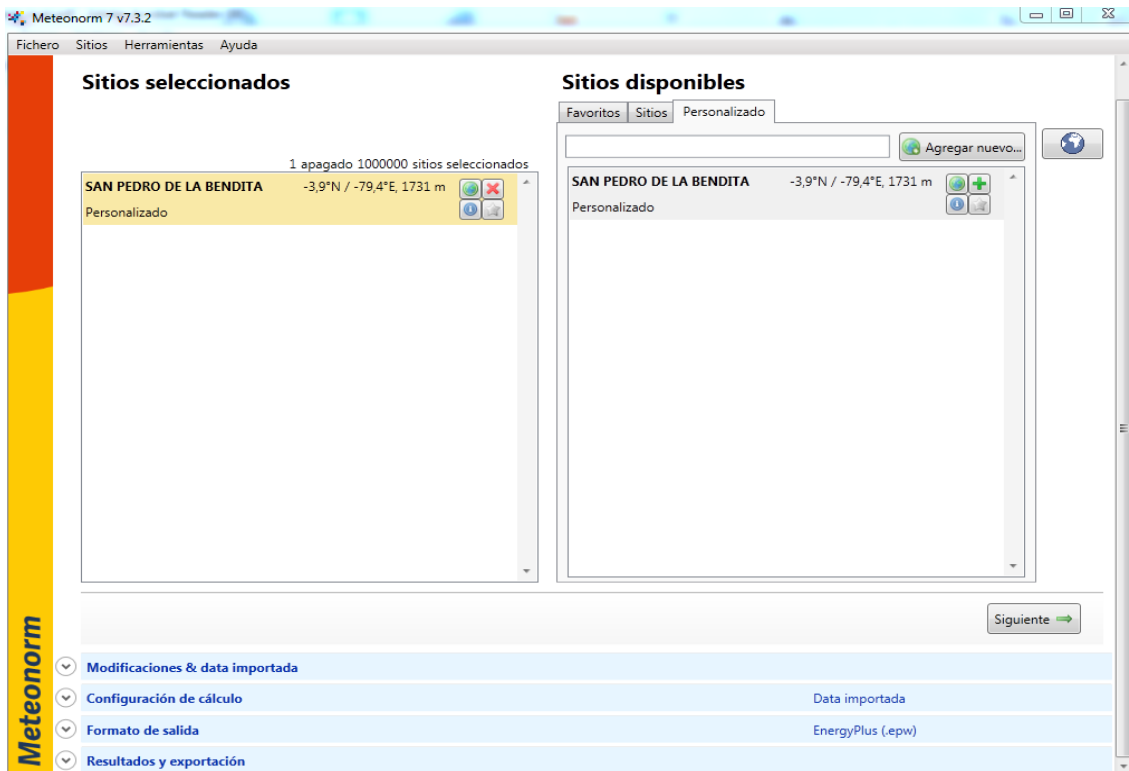 Meteonorm 7 v7.3.2
Fichero Sitios Herramientas Ayuda
Sitios seleccionados
1 apagado 1000000 sitios seleccionados
SAN PEDRO DE LA BENDITA -3,9°N / -79,4°E, 1731 m
Personalizado
Sitios disponibles
Favoritos Sitios Personalizado
Agregar nuevo...
SAN PEDRO DE LA BENDITA -3,9°N / -79,4°E, 1731 m
Personalizado
Siguiente
Modificaciones & data importada
Configuración de cálculo Data importada
Formato de salida EnergyPlus (.epw)
Resultados y exportación
Meteonorm